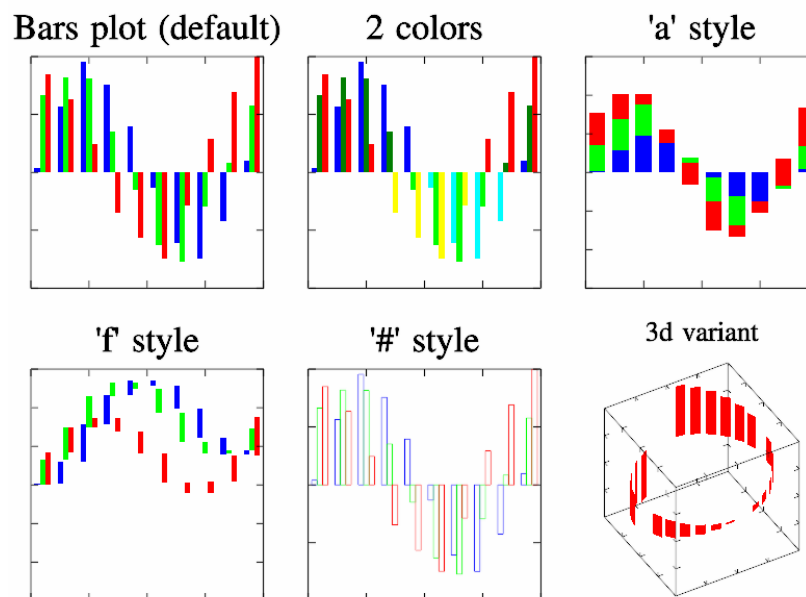 Bars plot (default)
2 colors
'a' style
'f' style
'#' style
3d variant